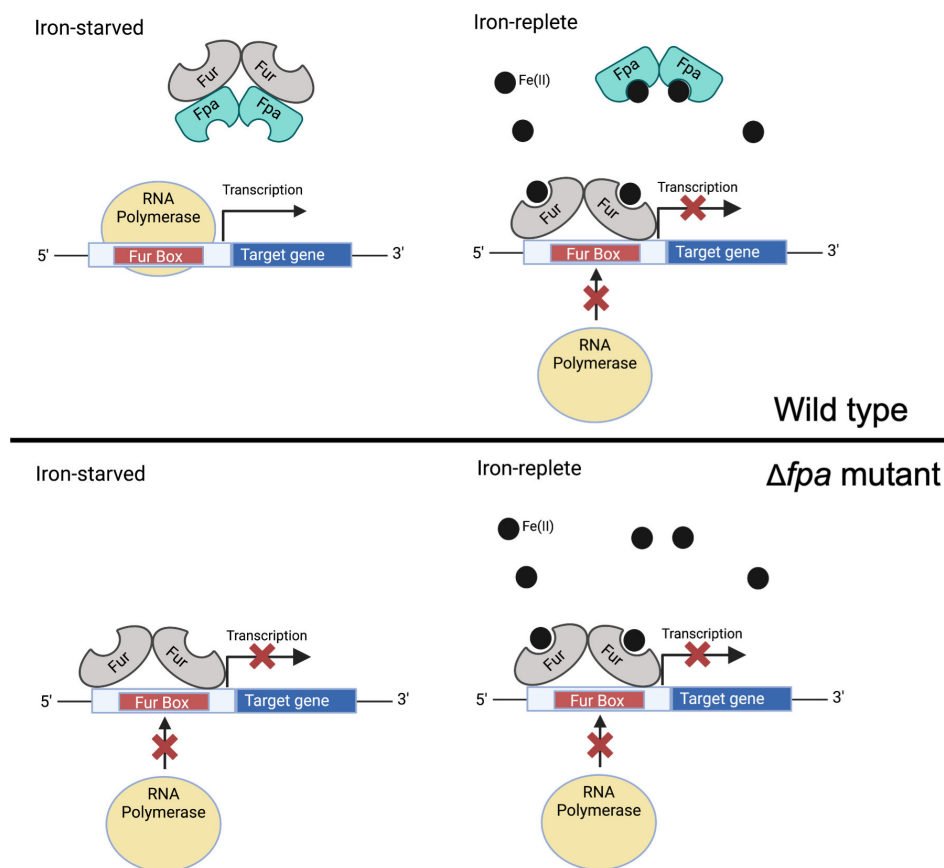 Iron-starved
Fur Fur
Fpa Fpa
RNA
Polymerase
Transcription
5' Fur Box Target gene 3'
Iron-replete
Fe(II)
Fpa Fpa
Fur Fur
Transcription
5' Fur Box Target gene 3'
RNA
Polymerase
Wild type
Δfpa mutant
Iron-starved
Fur Fur
Transcription
5' Fur Box Target gene 3'
RNA
Polymerase
Iron-replete
Fe(II)
Fur Fur
Transcription
5' Fur Box Target gene 3'
RNA
Polymerase